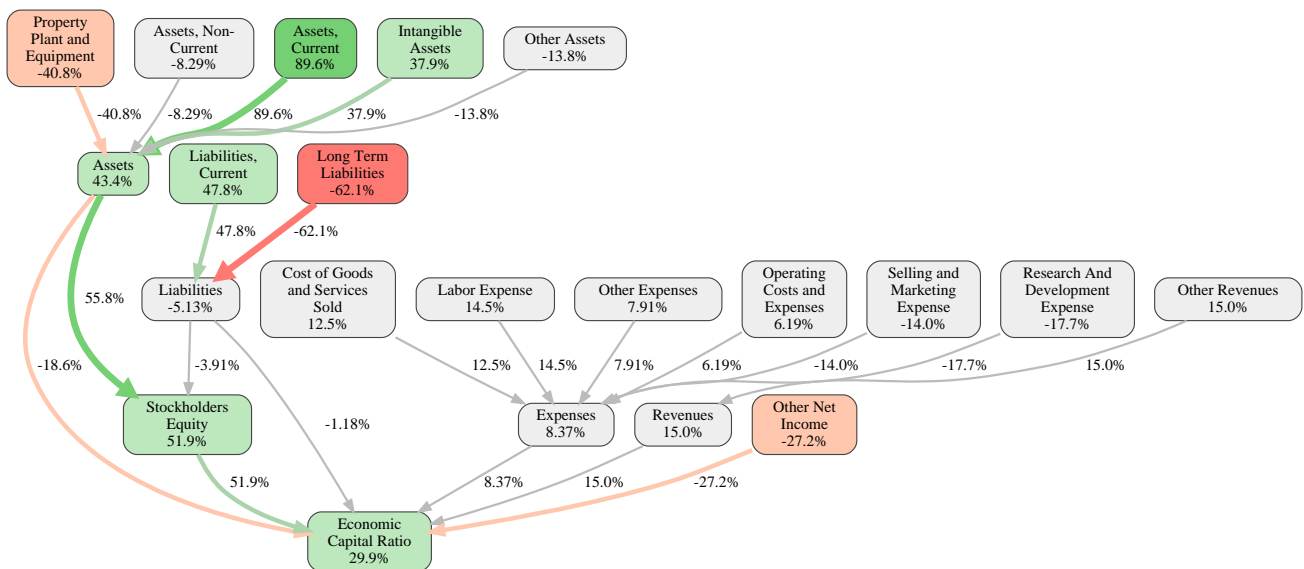 Property
Plant and
Equipment
-40.8%
Assets, Non-
Current
-8.29%
Assets,
Current
89.6%
Intangible
Assets
37.9%
Other Assets
-13.8%
-40.8%
-8.29%
89.6%
37.9%
-13.8%
Assets
43.4%
Liabilities,
Current
47.8%
Long Term
Liabilities
-62.1%
47.8%
-62.1%
Liabilities
-5.13%
Cost of Goods
and Services
Sold
12.5%
Labor Expense
14.5%
Other Expenses
7.91%
Operating
Costs and
Expenses
6.19%
Selling and
Marketing
Expense
-14.0%
Research And
Development
Expense
-17.7%
Other Revenues
15.0%
55.8%
-18.6%
-3.91%
12.5%
14.5%
7.91%
6.19%
-14.0%
-17.7%
15.0%
Stockholders
Equity
51.9%
-1.18%
Expenses
8.37%
Revenues
15.0%
Other Net
Income
-27.2%
51.9%
8.37%
15.0%
-27.2%
Economic
Capital Ratio
29.9%